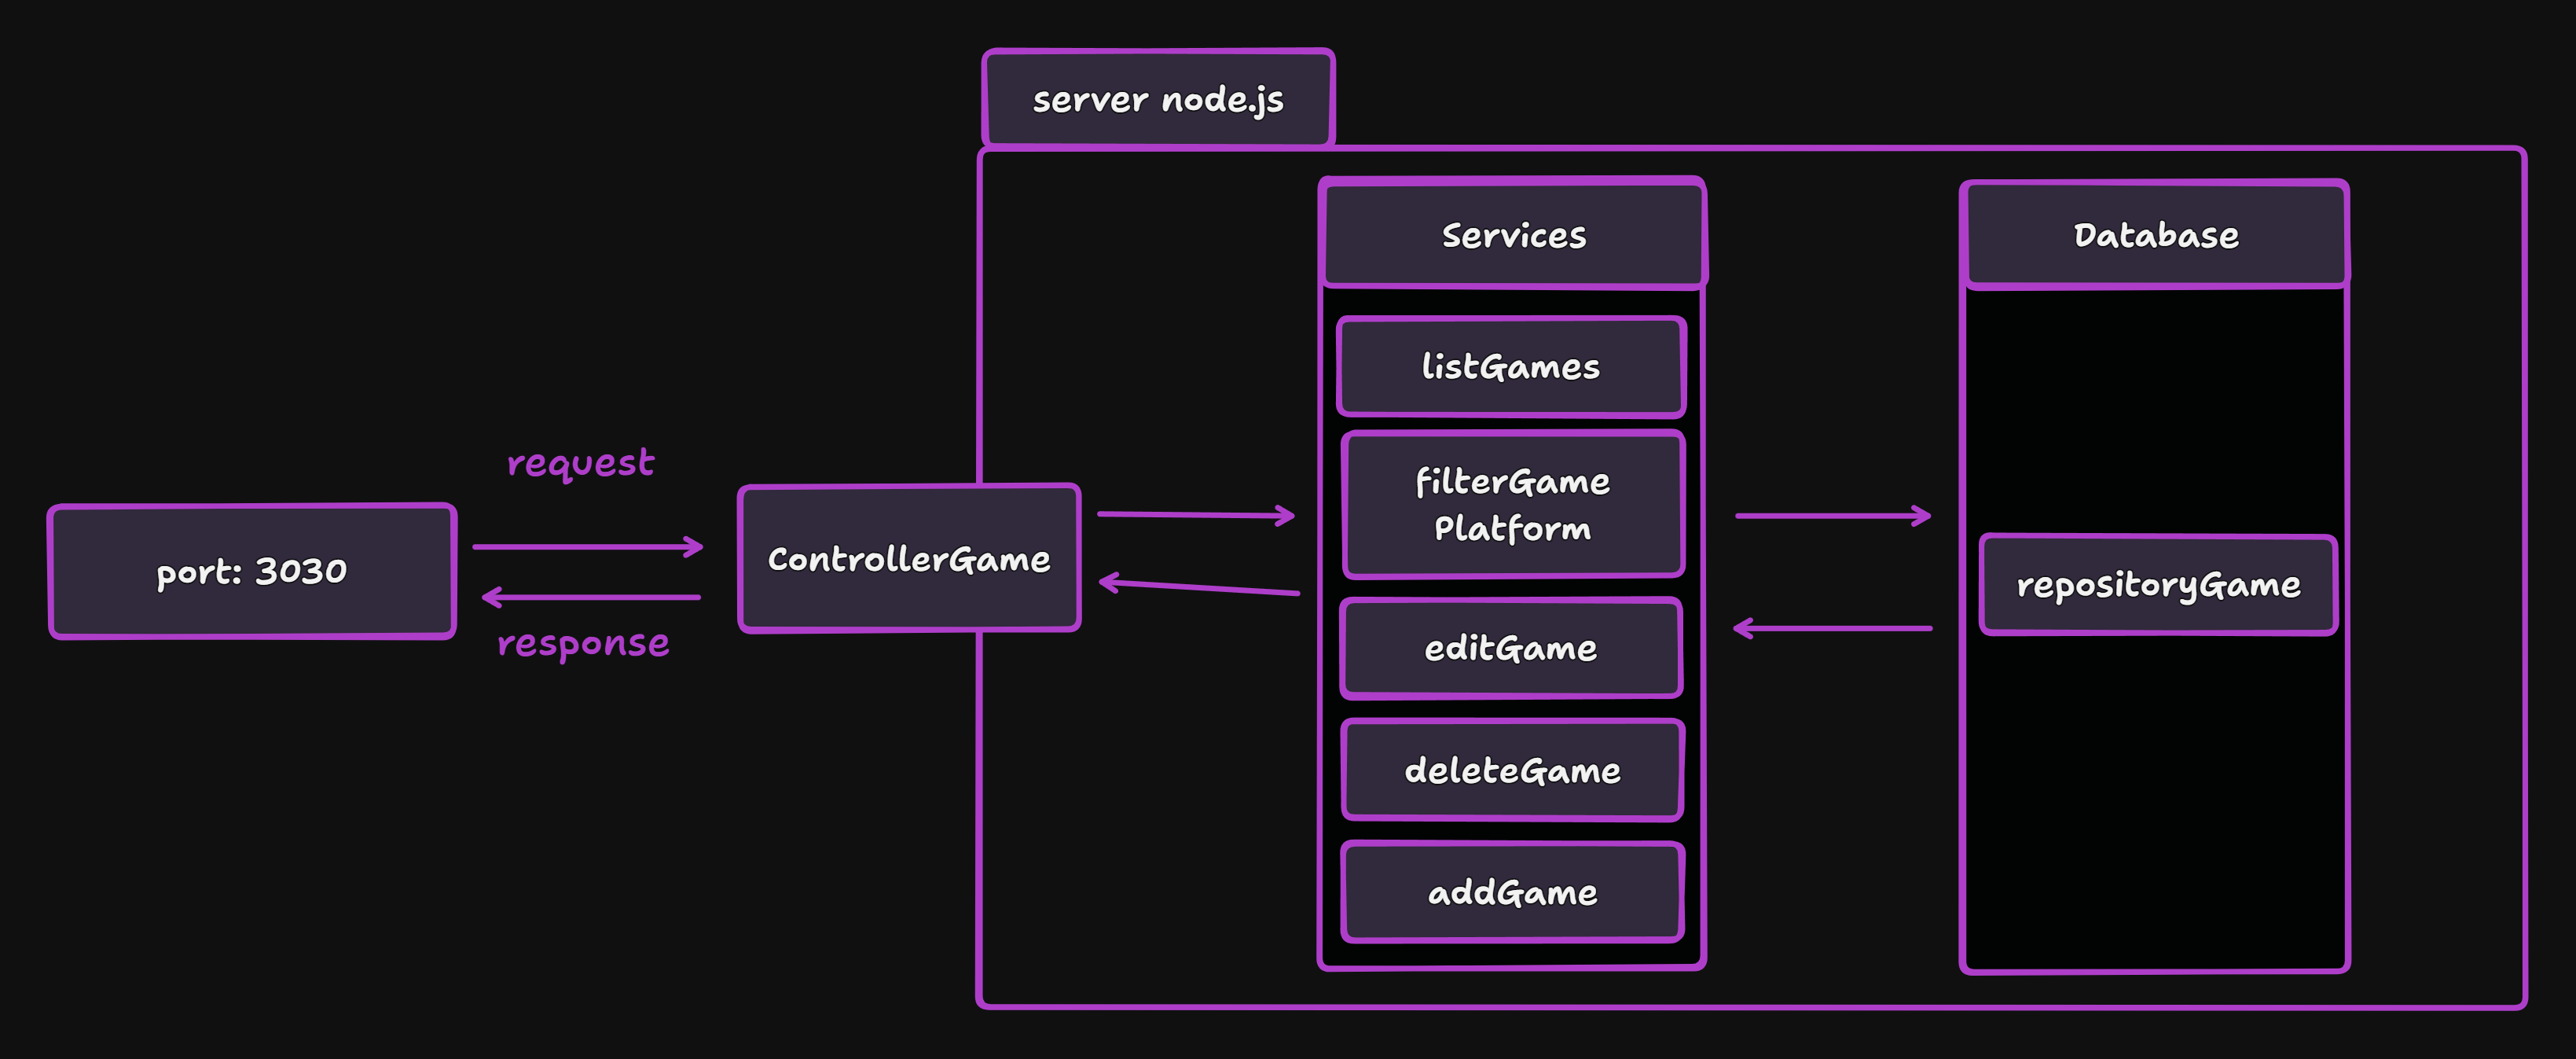 server node.js
Services
Database
listGames
filterGame
Platform
request
port: 3030
ControllerGame
repositoryGame
response
editGame
deleteGame
addGame